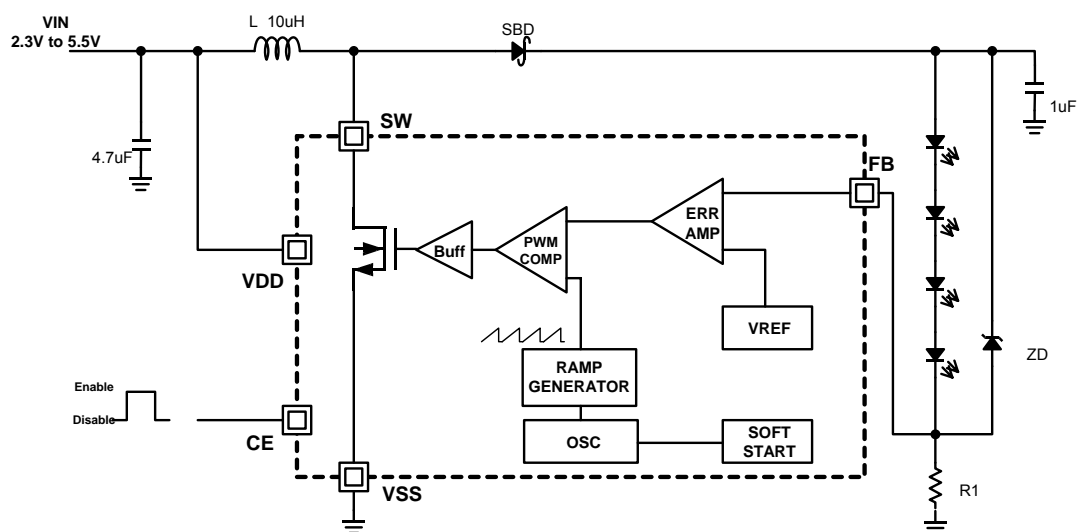 VIN
2.3V to 5.5V
L 10uH
SBD
1uF
SW
4.7uF
FB
ERR
AMP
PWM
COMP
Buff
VDD
VREF
ZD
RAMP
GENERATOR
Enable
Disable
CE
OSC
SOFT
START
R1
VSS